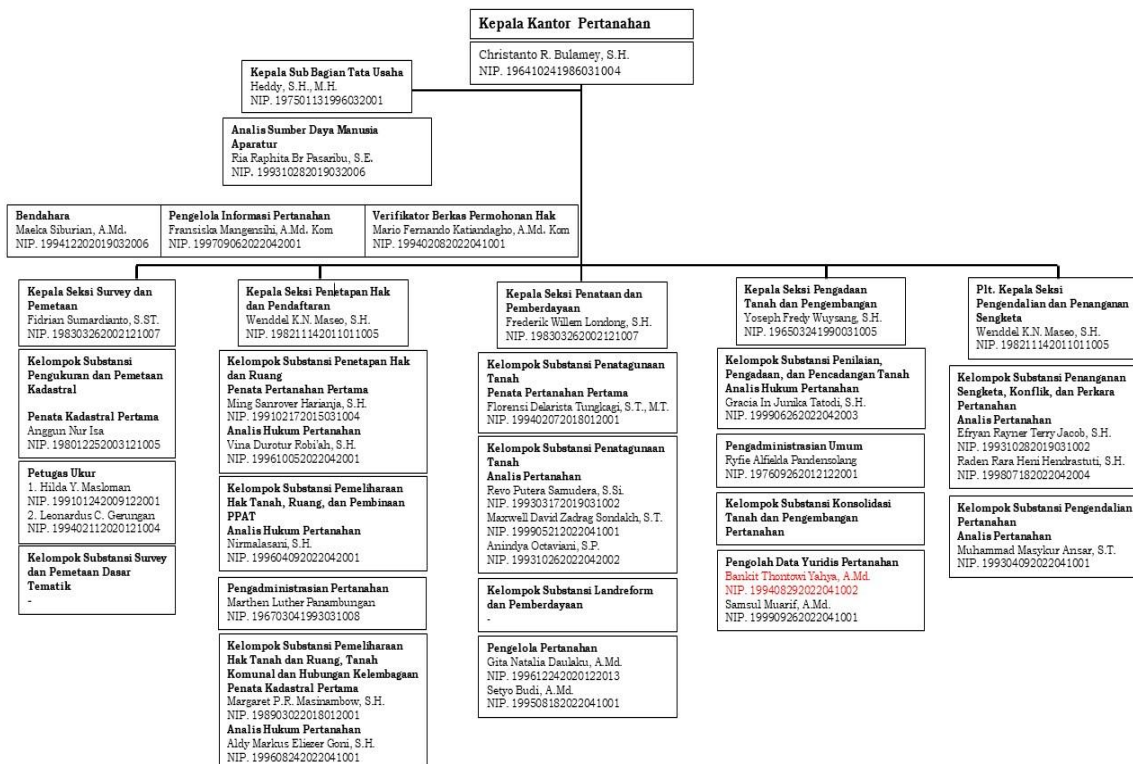 Kepala Kantor Pertanahan
Christanto R. Bulamey, S.H.
NIP. 196410241986031004
Kepala Sub Bagian Tata Usaha
Heddy, S.H., M.H.
NIP. 197501131996032001
Analis Sumber Daya Manusia
Aparatur
Ria Raphita Br Pasaribu, S.E.
NIP. 199310282019032006
Bendahara
Maeka Siburian, A.Md.
NIP. 199412202019032006
Pengelola Informasi Pertanahan
Fransiska Mangensihi, A.Md. Kom
NIP. 199709062022042001
Verifikator Berkas Permohonan Hak
Mario Fernando Katiandagho, A.Md. Kom
NIP. 199402082022041001
Kepala Seksi Survey dan
Pemetaan
Fidrian Sumardianto, S.ST.
NIP. 198303262002121007
Kelompok Substansi
Pengukuran dan Pemetaan
Kadastral
Penata Kadastral Pertama
Anggun Nur Isa
NIP. 198012252003121005
Petugas Ukur
1. Hilda Y. Masloman
NIP. 199101242009122001
2. Leonardus C. Gerungan
NIP. 199402112020121004
Kelompok Substansi Survey
dan Pemetaan Dasar
Tematik
-
Kepala Seksi Penetapan Hak
dan Pendaftaran
Wenddel K.N. Maseo, S.H.
NIP. 198211142011011005
Kelompok Substansi Penetapan Hak
dan Ruang
Penata Pertanahan Pertama
Ming Sanrover Harianja, S.H.
NIP. 199102172015031004
Analis Hukum Pertanahan
Vina Durotur Robi'ah, S.H.
NIP. 199610052022042001
Kelompok Substansi Pemeliharaan
Hak Tanah, Ruang, dan Pembinaan
PPAT
Analis Hukum Pertanahan
Nirmalasani, S.H.
NIP. 199604092022042001
Pengadministrasian Pertanahan
Marthen Luther Panambungan
NIP. 196703041993031008
Kelompok Substansi Pemeliharaan
Hak Tanah dan Ruang, Tanah
Komunal dan Hubungan Kelembagaan
Penata Kadastral Pertama
Margaret P.R. Masinambow, S.H.
NIP. 198903022018012001
Analis Hukum Pertanahan
Aldy Markus Eliezer Goni, S.H.
NIP. 199608242022041001
Kepala Seksi Penataan dan
Pemberdayaan
Frederik Willem Londong, S.H.
NIP. 198303262002121007
Kelompok Substansi Penatagunaan
Tanah
Penata Pertanahan Pertama
Florensi Delarista Tungkagi, S.T., M.T.
NIP. 199402072018012001
Kelompok Substansi Penatagunaan
Tanah
Analis Pertanahan
Revo Putera Samudera, S.Si.
NIP. 199303172019031002
Maxwell David Zadrag Sondakh, S.T.
NIP. 199905212022041001
Anindya Octaviani, S.P.
NIP. 199310262022042002
Kelompok Substansi Landreform
dan Pemberdayaan
-
Pengelola Pertanahan
Gita Natalia Daulaku, A.Md.
NIP. 199612242020122013
Setyo Budi, A.Md.
NIP. 199508182022041001
Kepala Seksi Pengadaan
Tanah dan Pengembangan
Yoseph Fredy Wuysang, S.H.
NIP. 196503241990031005
Kelompok Substansi Penilaian,
Pengadaan, dan Pencadangan Tanah
Analis Hukum Pertanahan
Gracia In Junika Tatodi, S.H.
NIP. 199906262022042003
Pengadministrasian Umum
Ryfie Alfielda Pandensolang
NIP. 197609262012122001
Kelompok Substansi Konsolidasi
Tanah dan Pengembangan
Pertanahan
Pengolah Data Yuridis Pertanahan
Bankit Thontowi Yahya, A.Md.
NIP. 199408292022041002
Samsul Muarif, A.Md.
NIP. 199909262022041001
Plt. Kepala Seksi
Pengendalian dan Penanganan
Sengketa
Wenddel K.N. Maseo, S.H.
NIP. 198211142011011005
Kelompok Substansi Penanganan
Sengketa, Konflik, dan Perkara
Pertanahan
Analis Pertanahan
Efryan Rayner Terry Jacob, S.H.
NIP. 199310282019031002
Raden Rara Heni Hendrastuti, S.H.
NIP. 199807182022042004
Kelompok Substansi Pengendalian
Pertanahan
Analis Pertanahan
Muhammad Masykur Ansar, S.T.
NIP. 199304092022041001